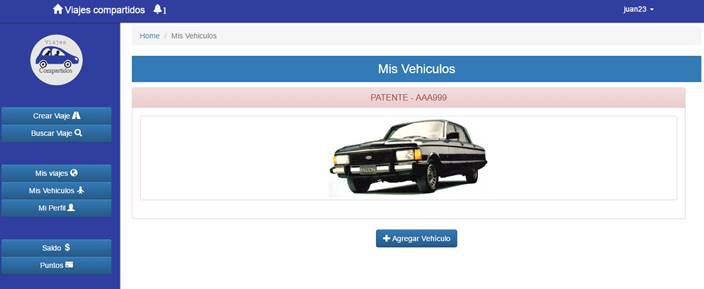 Viajes compartidos 1
juan23
Viajes
Compartidos
Crear Viaje
Buscar Viaje
Mis viajes
Mis Vehiculos
Mi Perfil
Saldo $
Puntos
Home / Mis Vehiculos
Mis Vehiculos
PATENTE - AAA999
Agregar Vehículo